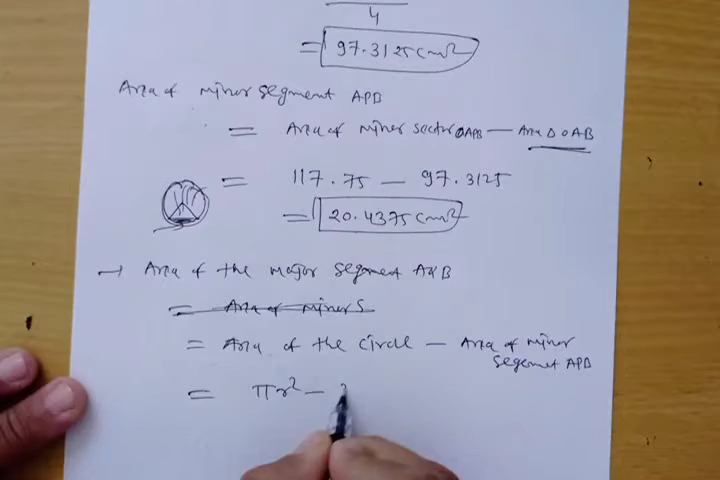 4
= 97.3125 cm²
Area of minor segment APB
= Area of minor sector OAPB — Area Δ OAB
= 117.75 — 97.3125
= 20.4375 cm²
→ Area of the major segment AQB
= Area of minor S
= Area of the circle — Area of minor segemet APB
= πr² —